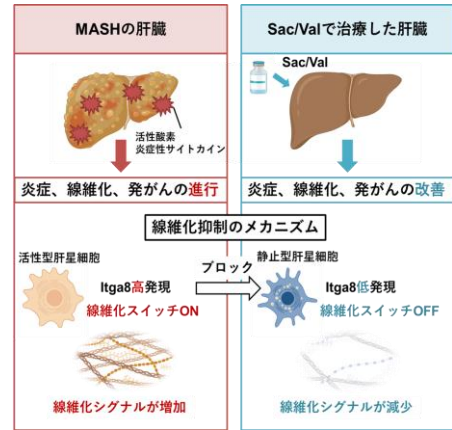 MASHの肝臓
活性酸素
炎症性サイトカイン
炎症、線維化、発がんの進行
Sac/Valで治療した肝臓
Sac/Val
炎症、線維化、発がんの改善
線維化抑制のメカニズム
活性型肝星細胞
Itga8高発現
線維化スイッチON
線維化シグナルが増加
ブロック
静止型肝星細胞
Itga8低発現
線維化スイッチOFF
線維化シグナルが減少